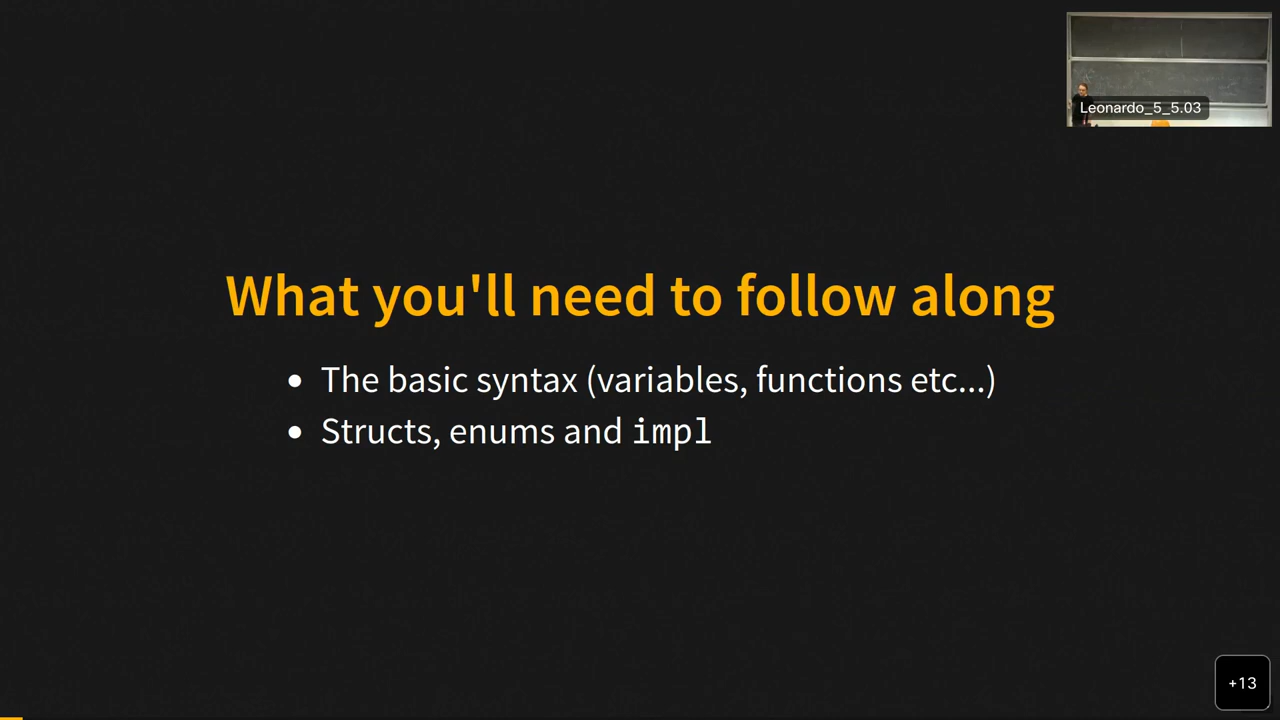 Leonardo_5_5.03
What you'll need to follow along
The basic syntax (variables, functions etc...)
Structs, enums and impl
+13